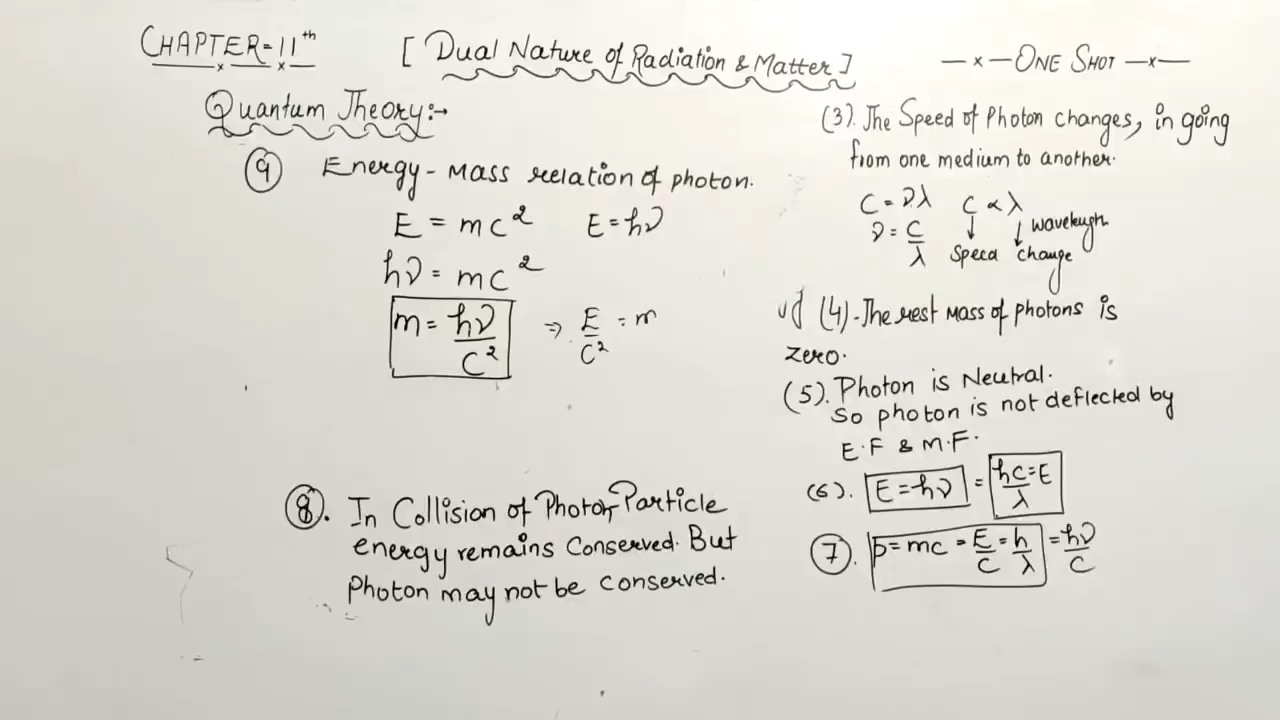 CHAPTER-11th [Dual Nature of Radiation & Matter] —x—ONE SHOT—x—
Quantum Theory:-
9 Energy-Mass relation of photon.
E = mc² E = hν
hν = mc²
m = hν/c² ⇒ E/c² = m
8. In Collision of Photon, Particle
energy remains Conserved. But
Photon may not be conserved.
(3). The Speed of Photon changes, in going
from one medium to another.
C = νλ C ∝ λ
ν = C/λ ↓ Speed ↓ wavelength change
(4). The rest Mass of photons is
zero.
(5). Photon is Neutral.
So photon is not deflected by
E.F & M.F.
(6). E = hν = hc/λ = E
7. p = mc = E/c = h/λ = hν/c